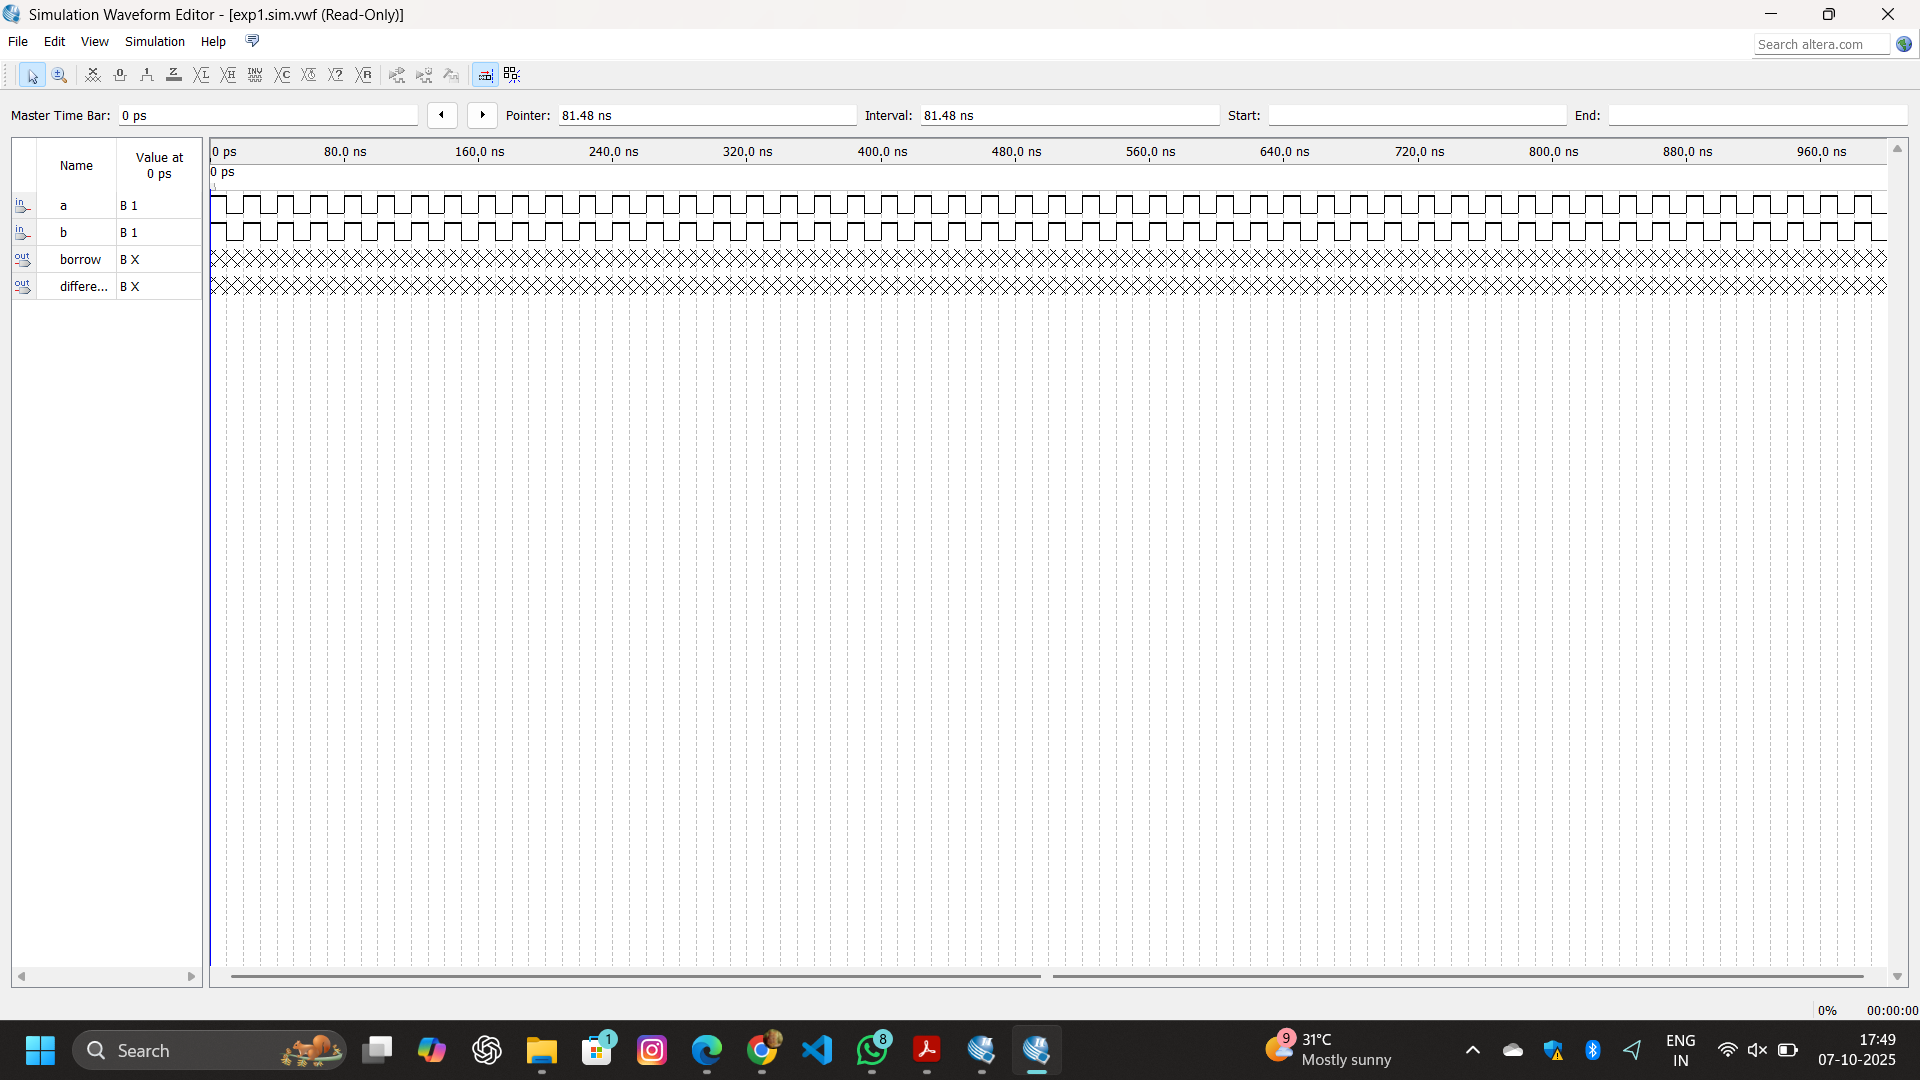 Simulation Waveform Editor - [exp1.sim.vwf (Read-Only)]
File Edit View Simulation Help
Search altera.com
Master Time Bar: 0 ps Pointer: 81.48 ns Interval: 81.48 ns Start: End:
Name Value at 0 ps
0 ps 80.0 ns 160.0 ns 240.0 ns 320.0 ns 400.0 ns 480.0 ns 560.0 ns 640.0 ns 720.0 ns 800.0 ns 880.0 ns 960.0 ns
0 ps
in a B 1
in b B 1
out borrow B X
out differe... B X
0% 00:00:00
Search
1
8
9
31°C
Mostly sunny
ENG
IN
17:49
07-10-2025